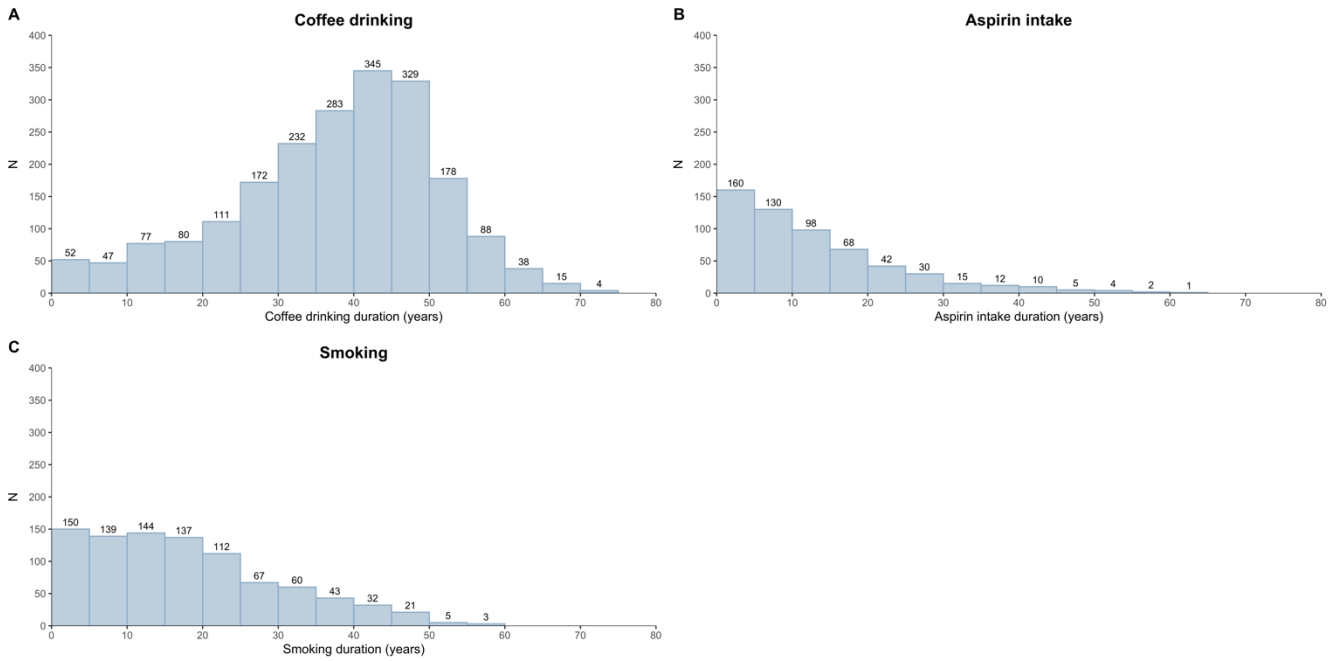 A
Coffee drinking
400
350
300
250
200
150
100
50
0
N
52 47 77 80 111 172 232 283 345 329 178 88 38 15 4
0 10 20 30 40 50 60 70 80
Coffee drinking duration (years)
B
Aspirin intake
400
350
300
250
200
150
100
50
0
N
160 130 98 68 42 30 15 12 10 5 4 2 1
0 10 20 30 40 50 60 70 80
Aspirin intake duration (years)
C
Smoking
400
350
300
250
200
150
100
50
0
N
150 139 144 137 112 67 60 43 32 21 5 3
0 10 20 30 40 50 60 70 80
Smoking duration (years)